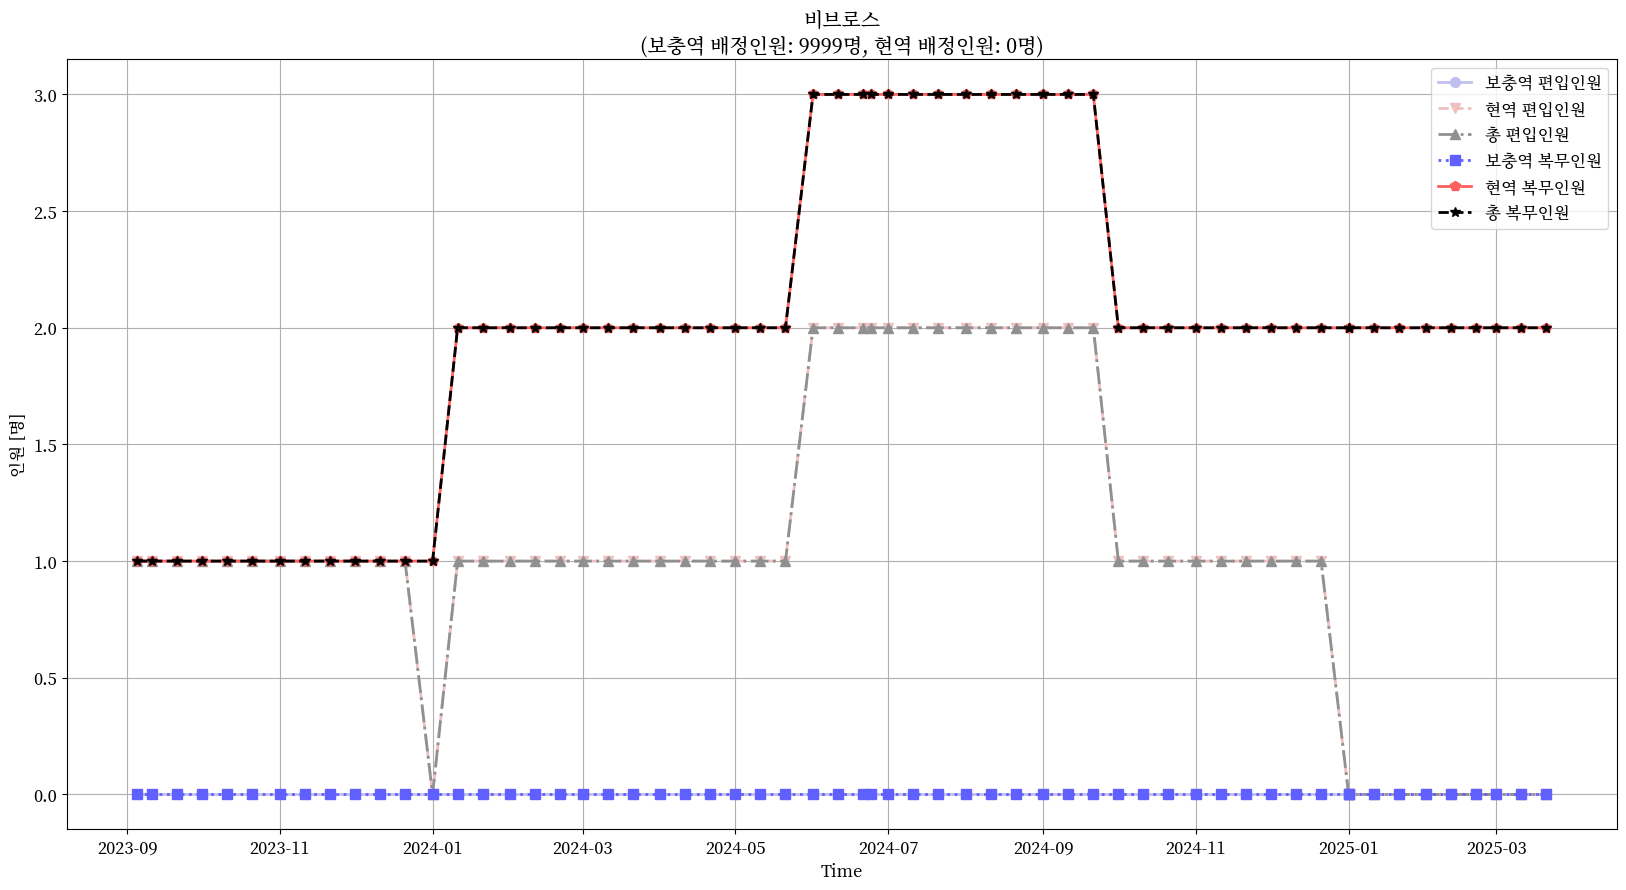 비브로스
(보충역 배정인원: 9999명, 현역 배정인원: 0명)
보충역 편입인원
현역 편입인원
총 편입인원
보충역 복무인원
현역 복무인원
총 복무인원
3.0
2.5
2.0
1.5
1.0
0.5
0.0
인원 [명]
2023-09 2023-11 2024-01 2024-03 2024-05 2024-07 2024-09 2024-11 2025-01 2025-03
Time